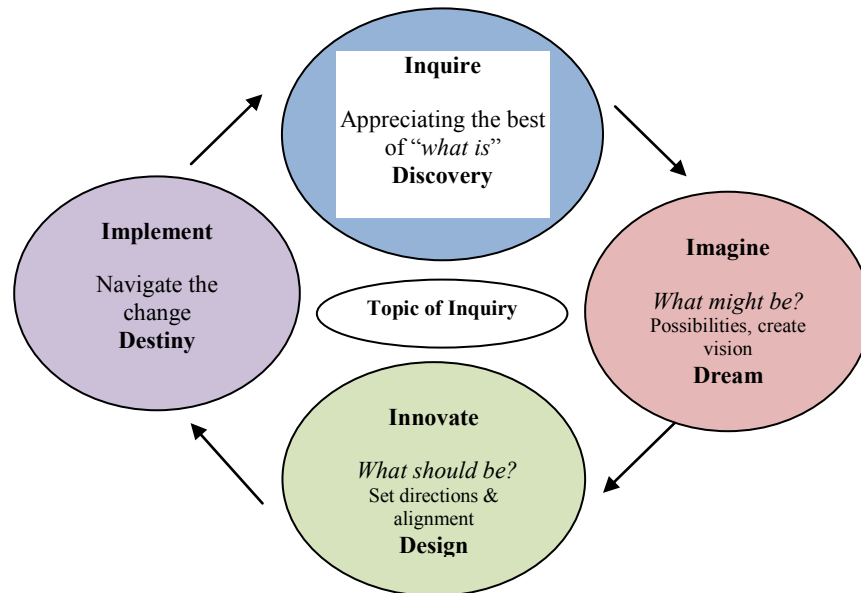 Inquire
Appreciating the best
of “what is”
Discovery
Implement
Navigate the
change
Destiny
Topic of Inquiry
Imagine
What might be?
Possibilities, create
vision
Dream
Innovate
What should be?
Set directions &
alignment
Design